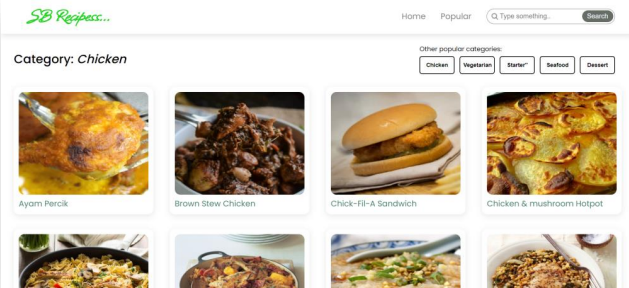 SB Recipess...
Home Popular Type something.. Search
Other popular categories:
Category: Chicken
Chicken Vegetarian Starter" Seafood Dessert
Ayam Percik Brown Stew Chicken Chick-Fil-A Sandwich Chicken & mushroom Hotpot